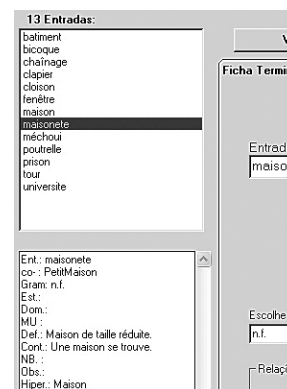 13 Entradas:
batiment
bicoque
chaînage
clapier
cloison
fenêtre
maison
maisonete
méchoui
poutrelle
prison
tour
universite
Ficha Termi
Entrad
maiso
Ent.: maisonete
co- : PetitMaison
Gram: n.f.
Est.:
Dom.:
MU :
Def.: Maison de taille réduite.
Cont.: Une maison se trouve.
NB. :
Obs.:
Hiper.: Maison
Escolhe
n.f.
Relaç